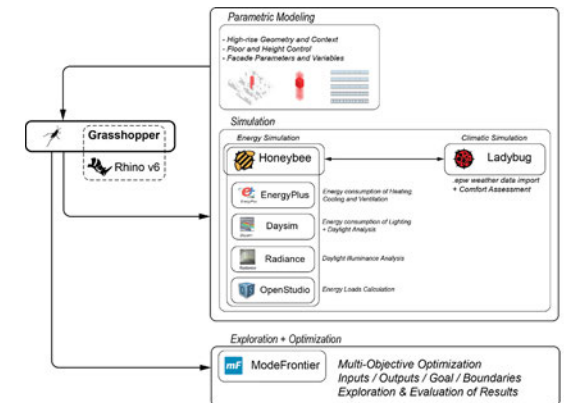 Parametric Modeling
- High-rise Geometry and Context
- Floor and Height Control
- Facade Parameters and Variables
Grasshopper
Rhino v6
Simulation
Energy Simulation
Climatic Simulation
Honeybee
Ladybug
.epw weather data import
+ Comfort Assessment
EnergyPlus
Energy consumption of Heating
Cooling and Ventilation
Daysim
Energy consumption of Lighting
+ Daylight Analysis
Radiance
Daylight Illuminance Analysis
OpenStudio
Energy Loads Calculation
Exploration + Optimization
mF
ModeFrontier
Multi-Objective Optimization
Inputs / Outputs / Goal / Boundaries
Exploration & Evaluation of Results